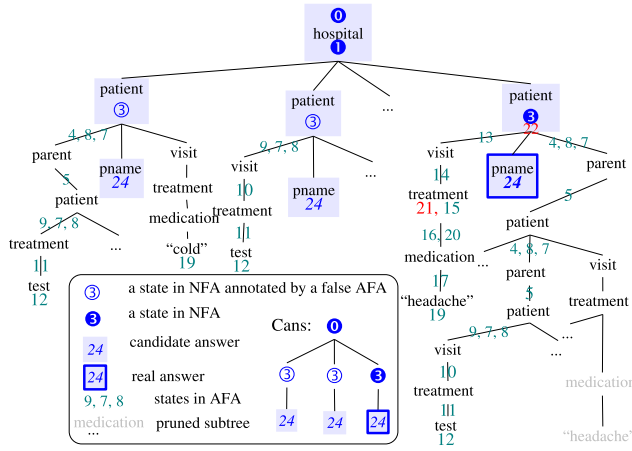 0
hospital
1
patient
3
patient
3
...
patient
3
22
4, 8, 7
9, 7, 8
13
4, 8, 7
parent
pname
24
visit
visit
pname
24
...
visit
pname
24
parent
5
10
14
5
patient
treatment
treatment
treatment
21, 15
patient
9, 7, 8
medication
11
16, 20
4, 8, 7
treatment
...
"cold"
test
medication
...
parent
visit
11
19
12
17
5
treatment
test
"headache"
patient
12
19
9, 7, 8
...
visit
...
10
treatment
medication
11
test
12
"headache"
3
a state in NFA annotated by a false AFA
3
a state in NFA
24
candidate answer
24
real answer
9, 7, 8
states in AFA
medication
pruned subtree
...
Cans:
0
3
3
3
24
24
24